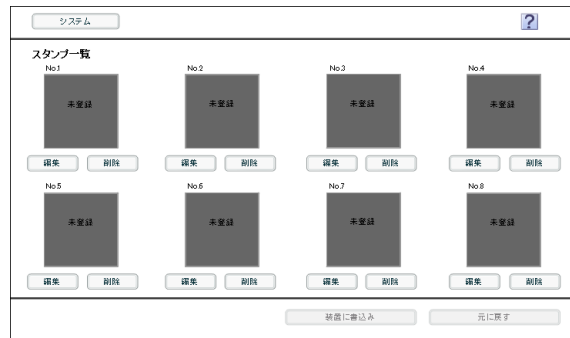 システム ?
スタンプ一覧
No.1 No.2 No.3 No.4
未登録 未登録 未登録 未登録
編集 削除 編集 削除 編集 削除 編集 削除
No.5 No.6 No.7 No.8
未登録 未登録 未登録 未登録
編集 削除 編集 削除 編集 削除 編集 削除
装置に書込み 元に戻す